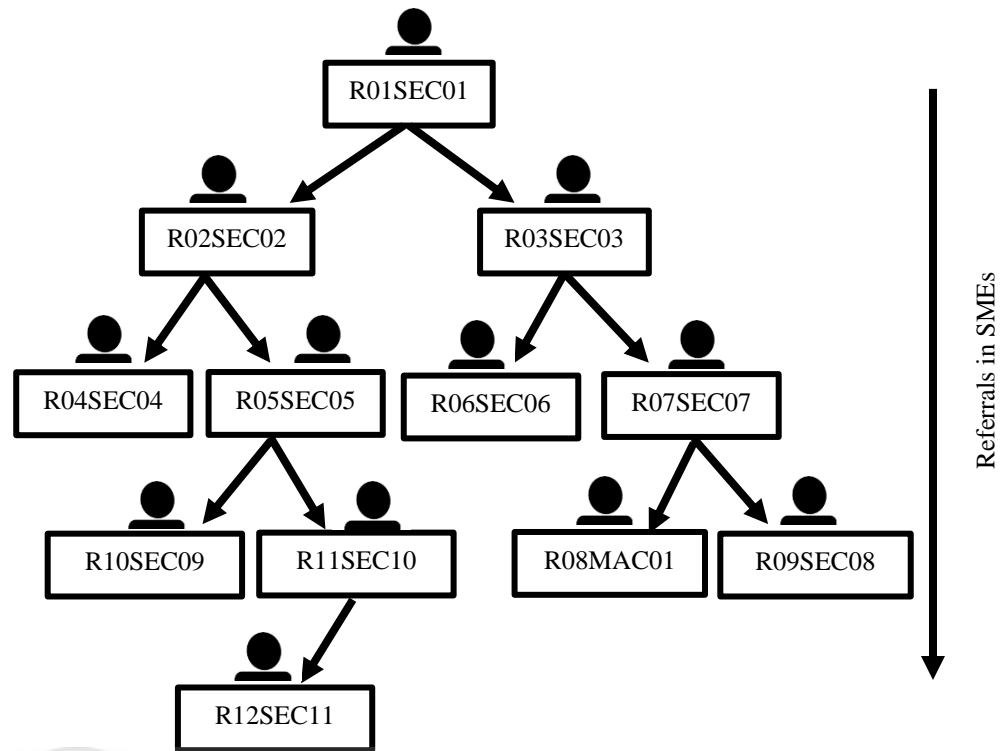 R01SEC01
R02SEC02
R03SEC03
R04SEC04
R05SEC05
R06SEC06
R07SEC07
R10SEC09
R11SEC10
R08MAC01
R09SEC08
R12SEC11
Referrals in SMEs